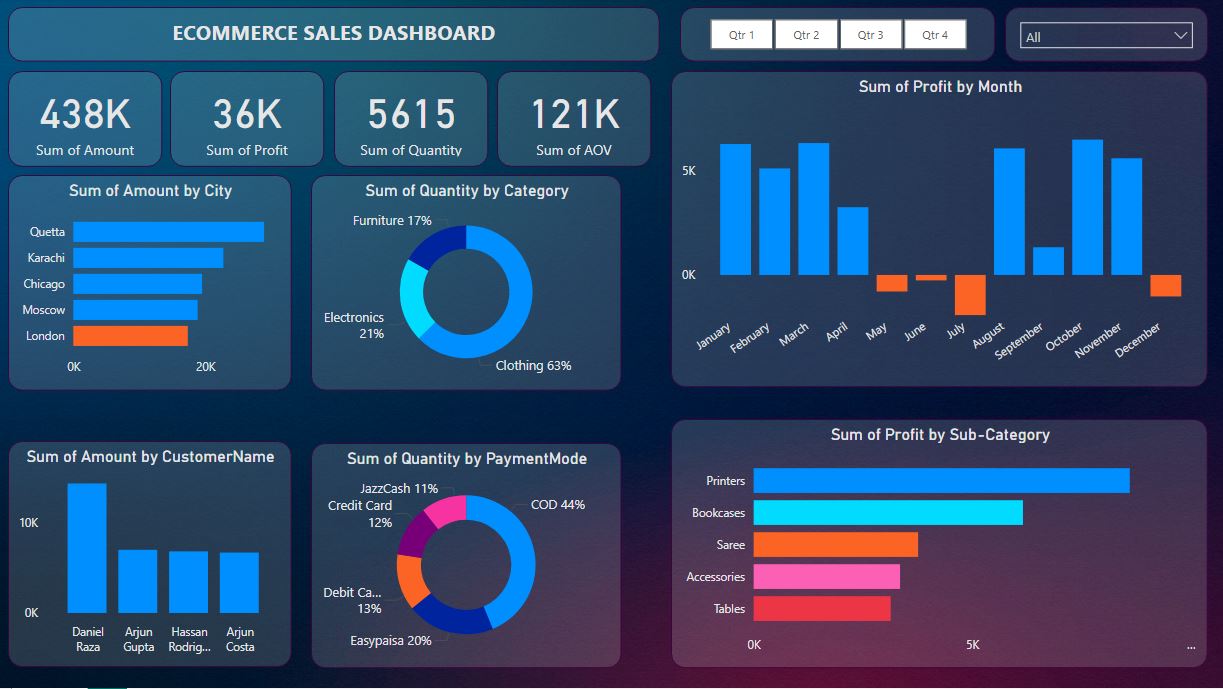 ECOMMERCE SALES DASHBOARD
Qtr 1
Qtr 2
Qtr 3
Qtr 4
All
438K
Sum of Amount
36K
Sum of Profit
5615
Sum of Quantity
121K
Sum of AOV
Sum of Profit by Month
5K
0K
January
February
March
April
May
June
July
August
September
October
November
December
Sum of Amount by City
Quetta
Karachi
Chicago
Moscow
London
0K
20K
Sum of Quantity by Category
Furniture 17%
Electronics
21%
Clothing 63%
Sum of Amount by CustomerName
10K
0K
Daniel
Raza
Arjun
Gupta
Hassan
Rodrig...
Arjun
Costa
Sum of Quantity by PaymentMode
JazzCash 11%
Credit Card
12%
COD 44%
Debit Ca...
13%
Easypaisa 20%
Sum of Profit by Sub-Category
Printers
Bookcases
Saree
Accessories
Tables
0K
5K
...